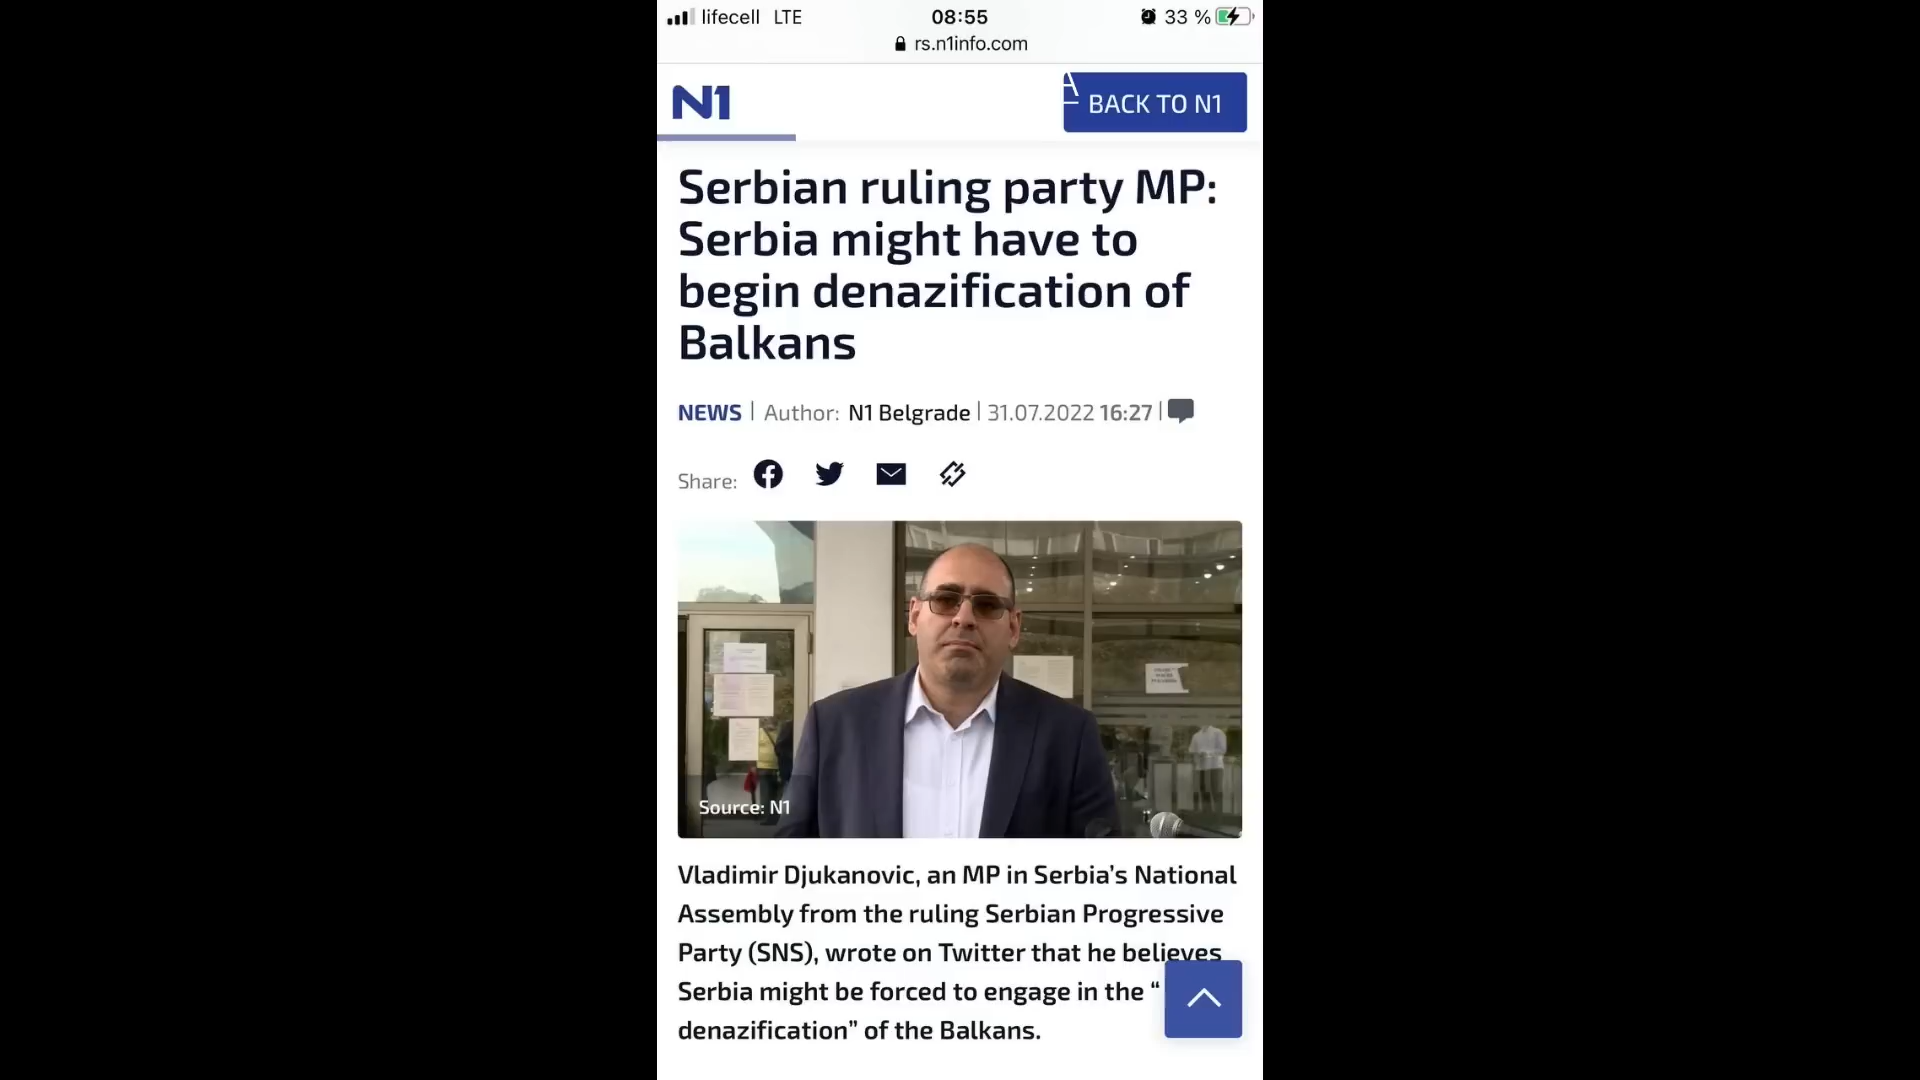 lifecell LTE 08:55 33 %
rs.n1info.com
N1
BACK TO N1
Serbian ruling party MP:
Serbia might have to
begin denazification of
Balkans
NEWS | Author: N1 Belgrade | 31.07.2022 16:27 |
Share:
Source: N1
Vladimir Djukanovic, an MP in Serbia’s National
Assembly from the ruling Serbian Progressive
Party (SNS), wrote on Twitter that he believes
Serbia might be forced to engage in the “
denazification” of the Balkans.